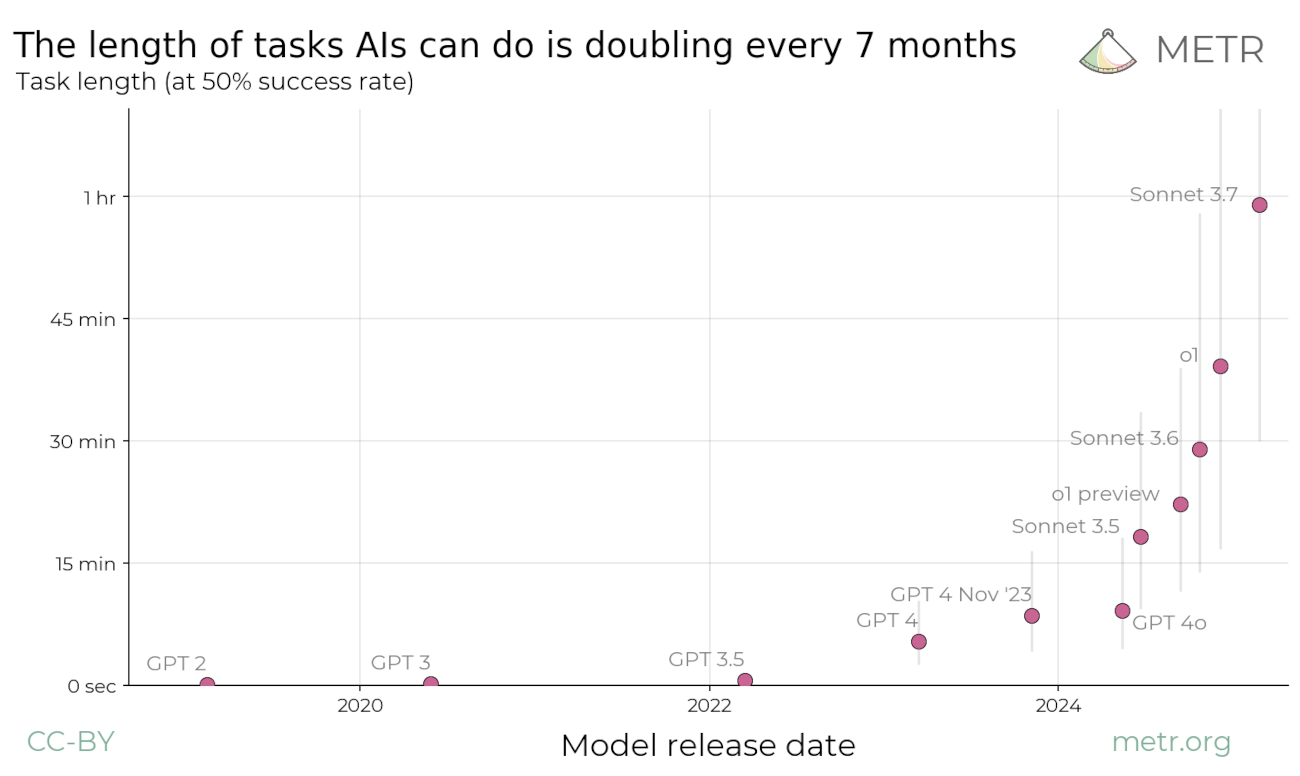 The length of tasks AIs can do is doubling every 7 months
METR
Task length (at 50% success rate)
1 hr
45 min
30 min
15 min
0 sec
Sonnet 3.7
o1
Sonnet 3.6
o1 preview
Sonnet 3.5
GPT 4 Nov '23
GPT 4
GPT 4o
GPT 2
GPT 3
GPT 3.5
2020
2022
2024
CC-BY
Model release date
metr.org